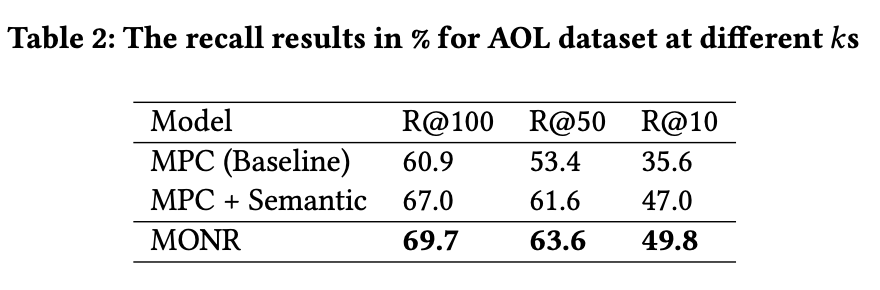 Table 2: The recall results in % for AOL dataset at different ks
Model R@100 R@50 R@10
MPC (Baseline) 60.9 53.4 35.6
MPC + Semantic 67.0 61.6 47.0
MONR 69.7 63.6 49.8